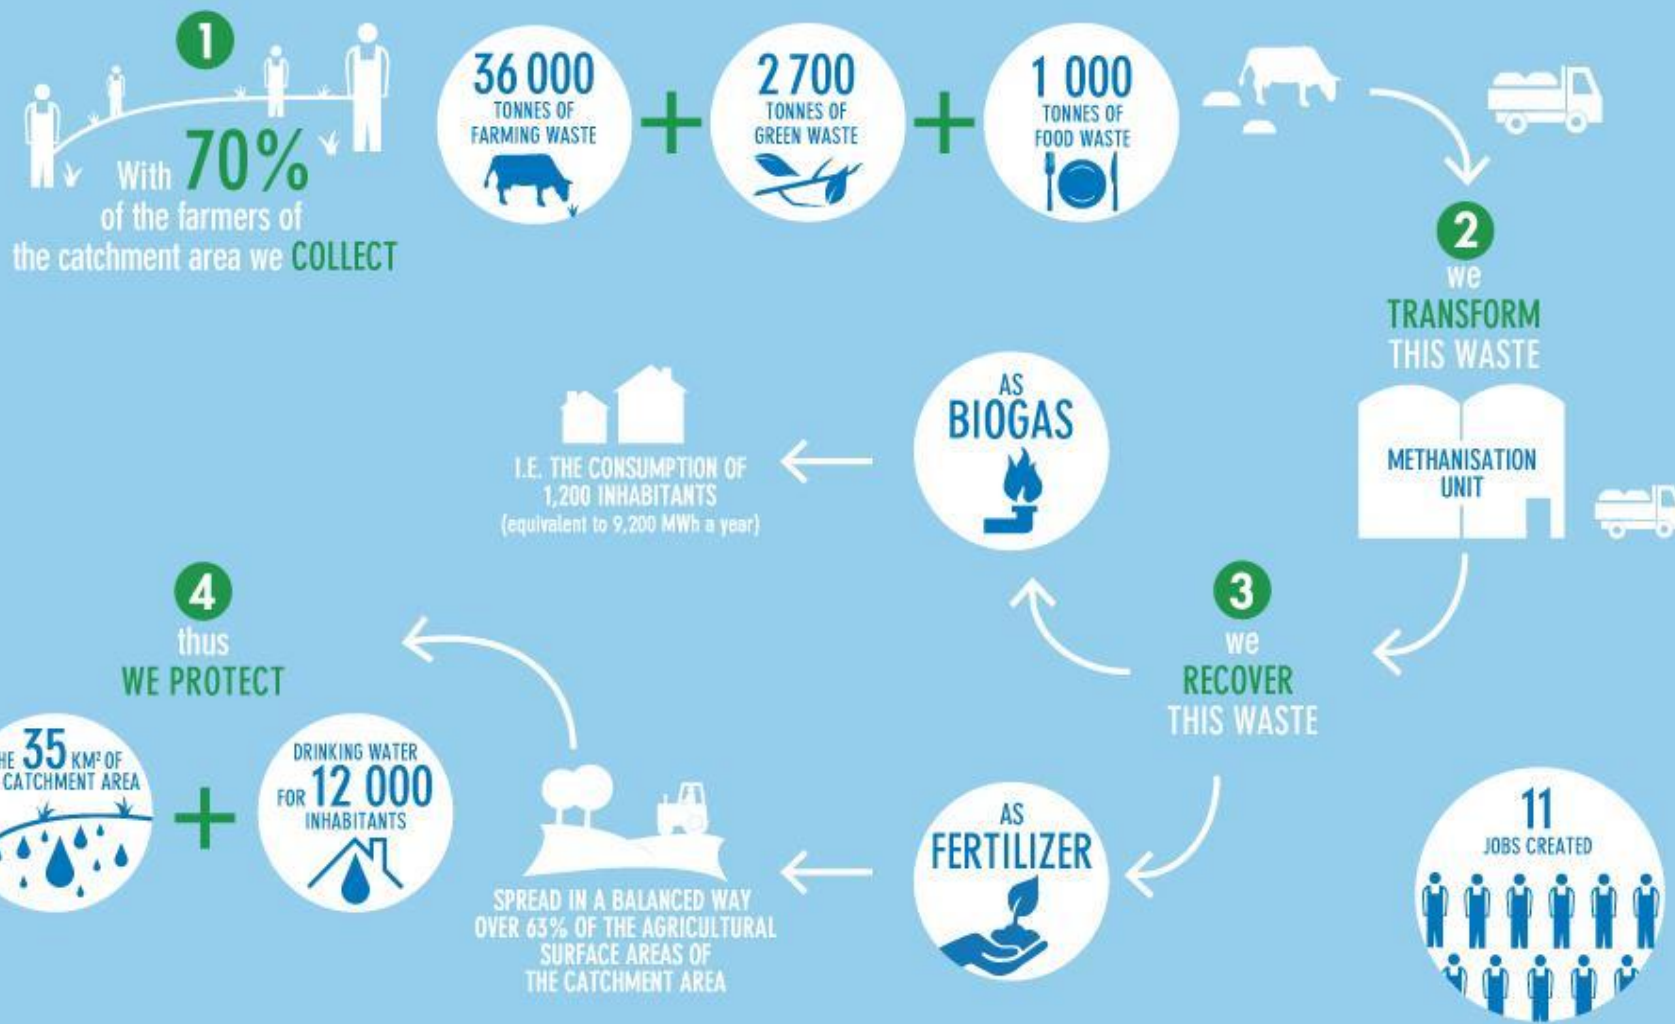 1
With 70%
of the farmers of
the catchment area we COLLECT
36 000
TONNES OF
FARMING WASTE
+
2 700
TONNES OF
GREEN WASTE
+
1 000
TONNES OF
FOOD WASTE
2
we
TRANSFORM
THIS WASTE
METHANISATION
UNIT
3
we
RECOVER
THIS WASTE
AS
BIOGAS
I.E. THE CONSUMPTION OF
1,200 INHABITANTS
(equivalent to 9,200 MWh a year)
AS
FERTILIZER
SPREAD IN A BALANCED WAY
OVER 63% OF THE AGRICULTURAL
SURFACE AREAS OF
THE CATCHMENT AREA
4
thus
WE PROTECT
HE 35 KM² OF
CATCHMENT AREA
+
DRINKING WATER
FOR 12 000
INHABITANTS
11
JOBS CREATED